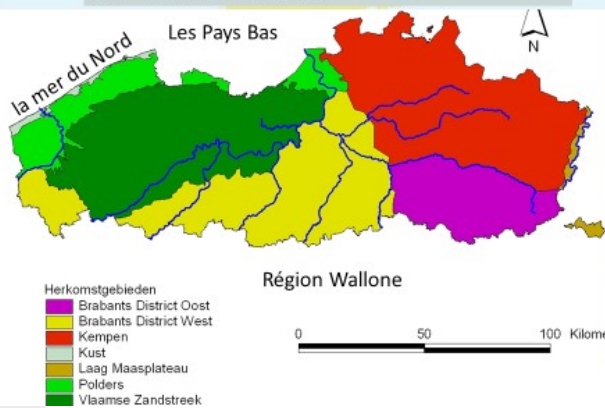 Les Pays Bas
N
la mer du Nord
Région Wallone
Herkomstgebieden
Brabants District Oost
Brabants District West
Kempen
Kust
Laag Maasplateau
Polders
Vlaamse Zandstreek
0 50 100 Kilome